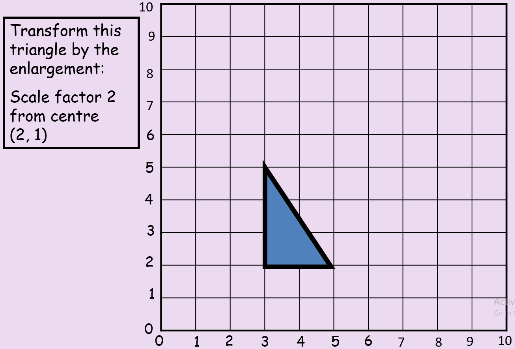 Transform this
triangle by the
enlargement:
Scale factor 2
from centre
(2, 1)
10
9
8
7
6
5
4
3
2
1
0
0 1 2 3 4 5 6 7 8 9 10